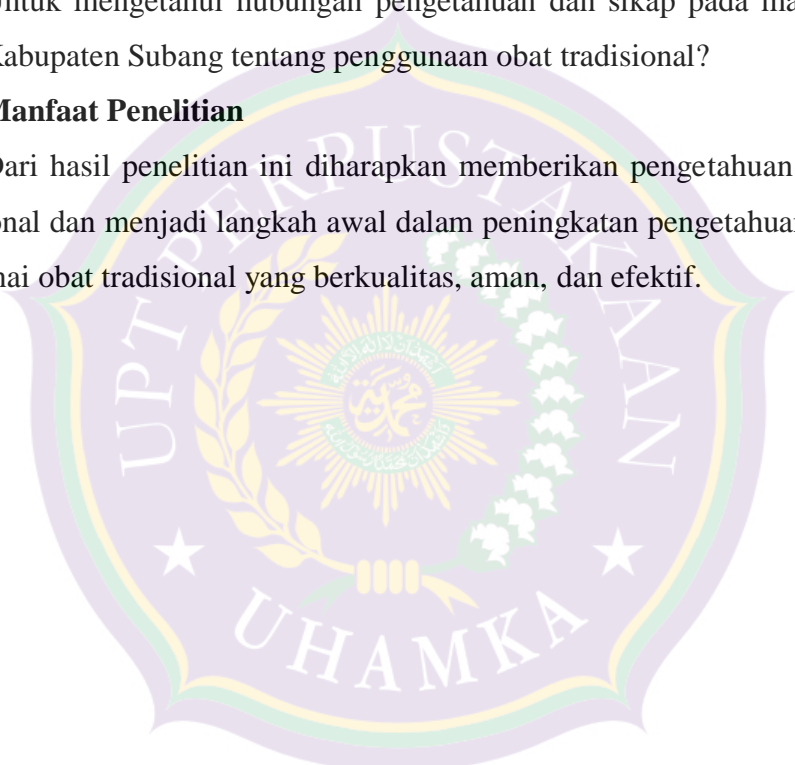 Untuk mengetahui hubungan pengetahuan dan sikap pada
Kabupaten Subang tentang penggunaan obat tradisional?
Manfaat Penelitian
Dari hasil penelitian ini diharapkan memberikan pengetahuan
onal dan menjadi langkah awal dalam peningkatan pengetahuan
nai obat tradisional yang berkualitas, aman, dan efektif.
UPT PERPUSTAKAAN
UHAMKA